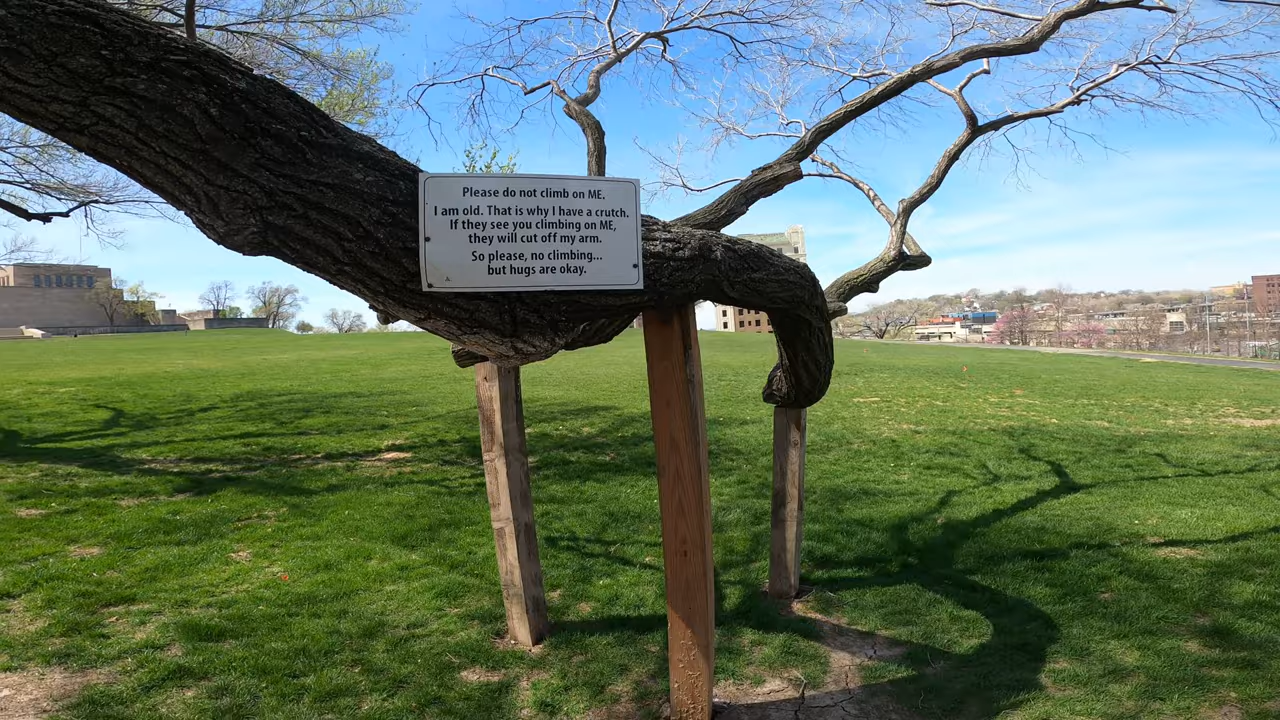 Please do not climb on ME.
I am old. That is why I have a crutch.
If they see you climbing on ME,
they will cut off my arm.
So please, no climbing...
but hugs are okay.